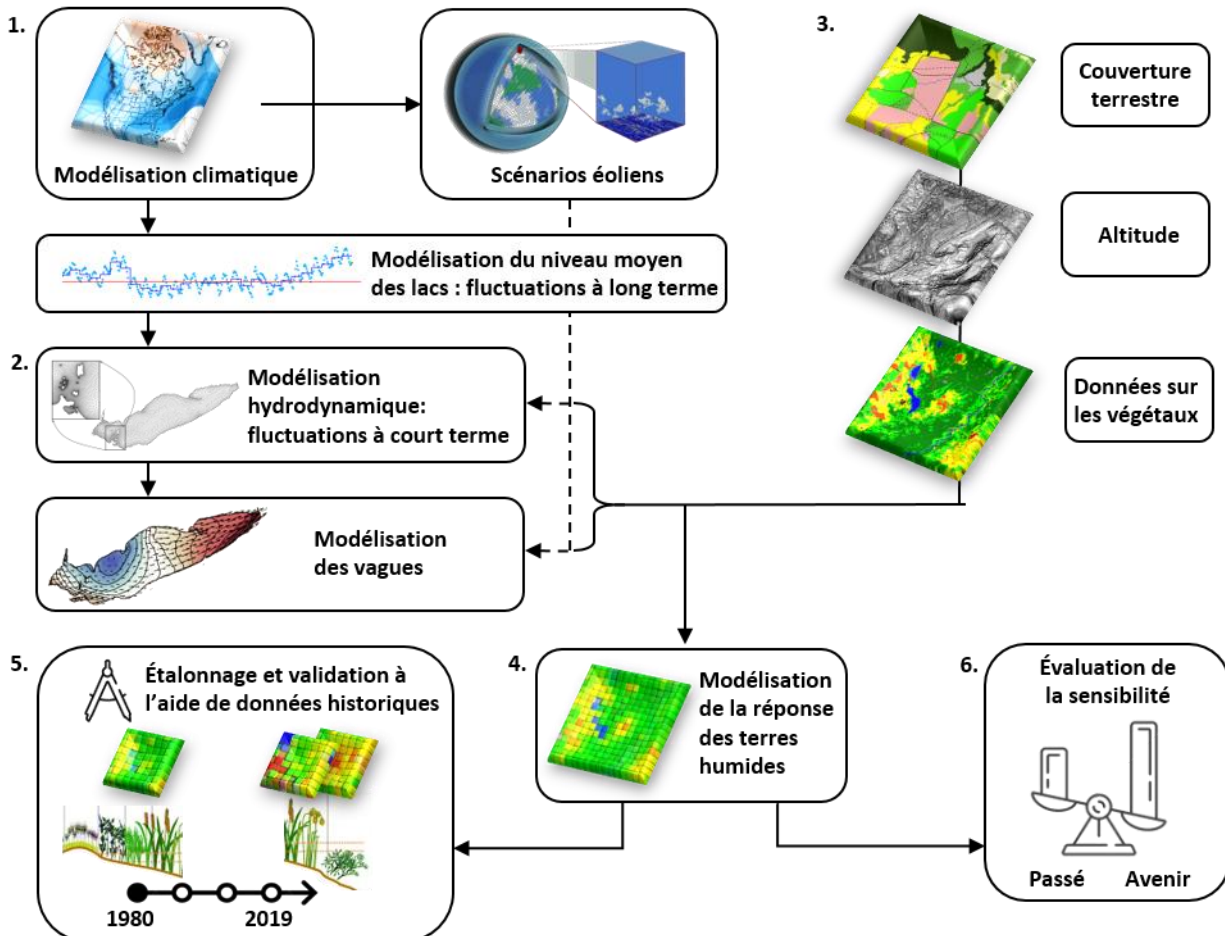 1.
Modélisation climatique
Scénarios éoliens
Modélisation du niveau moyen
des lacs : fluctuations à long terme
2.
Modélisation
hydrodynamique:
fluctuations à court terme
Modélisation
des vagues
3.
Couverture
terrestre
Altitude
Données sur
les végétaux
4.
Modélisation
de la réponse
des terres
humides
5.
Étalonnage et validation à
l’aide de données historiques
1980
2019
6.
Évaluation de
la sensibilité
Passé
Avenir